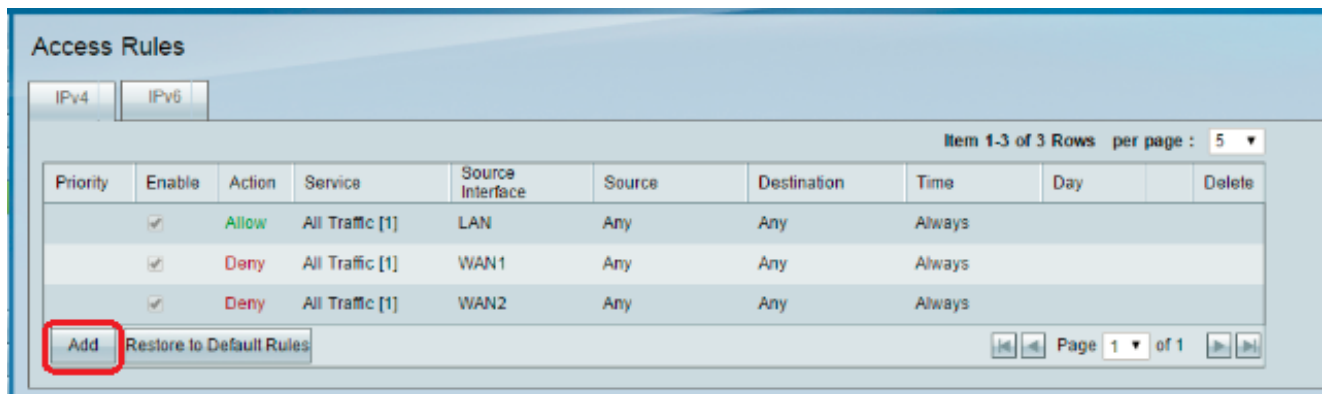 Access Rules
IPv4 IPv6
Item 1-3 of 3 Rows per page : 5
Priority Enable Action Service Source Interface Source Destination Time Day Delete
Allow All Traffic [1] LAN Any Any Always
Deny All Traffic [1] WAN1 Any Any Always
Deny All Traffic [1] WAN2 Any Any Always
Add Restore to Default Rules Page 1 of 1